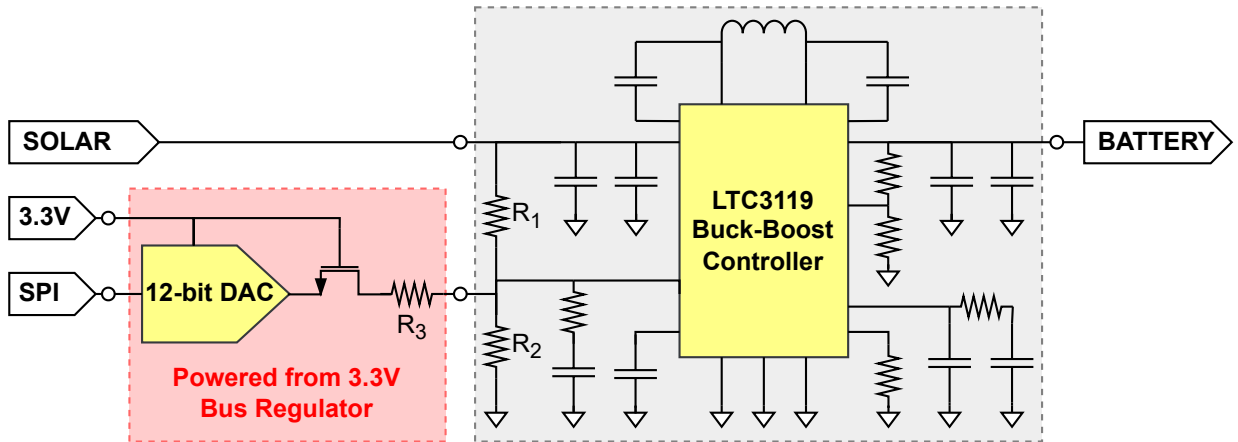 SOLAR
BATTERY
LTC3119
Buck-Boost
Controller
3.3V
R1
SPI
12-bit DAC
R3
R2
Powered from 3.3V
Bus Regulator